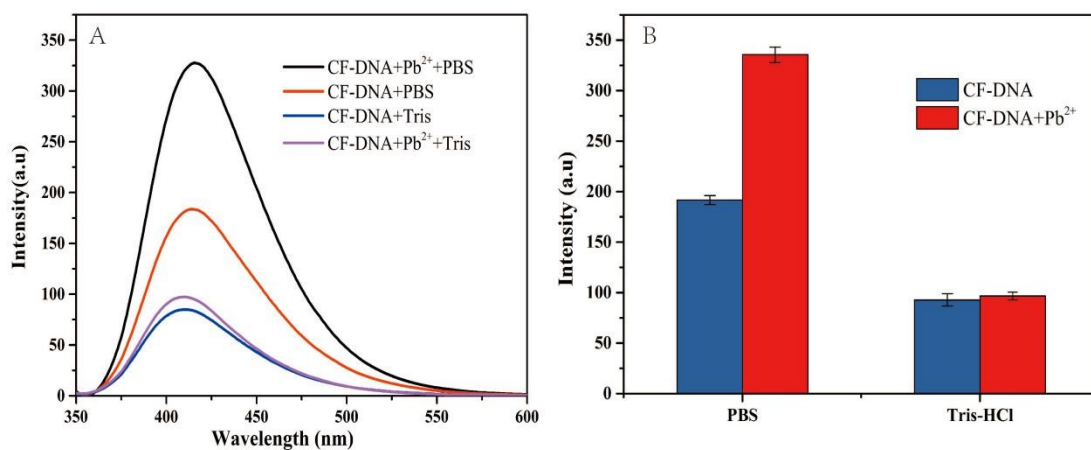 A
CF-DNA+Pb²⁺+PBS
CF-DNA+PBS
CF-DNA+Tris
CF-DNA+Pb²⁺+Tris
Intensity(a.u)
350
300
250
200
150
100
50
0
350 400 450 500 550 600
Wavelength (nm)
B
CF-DNA
CF-DNA+Pb²⁺
Intensity (a.u)
350
300
250
200
150
100
50
0
PBS Tris-HCl